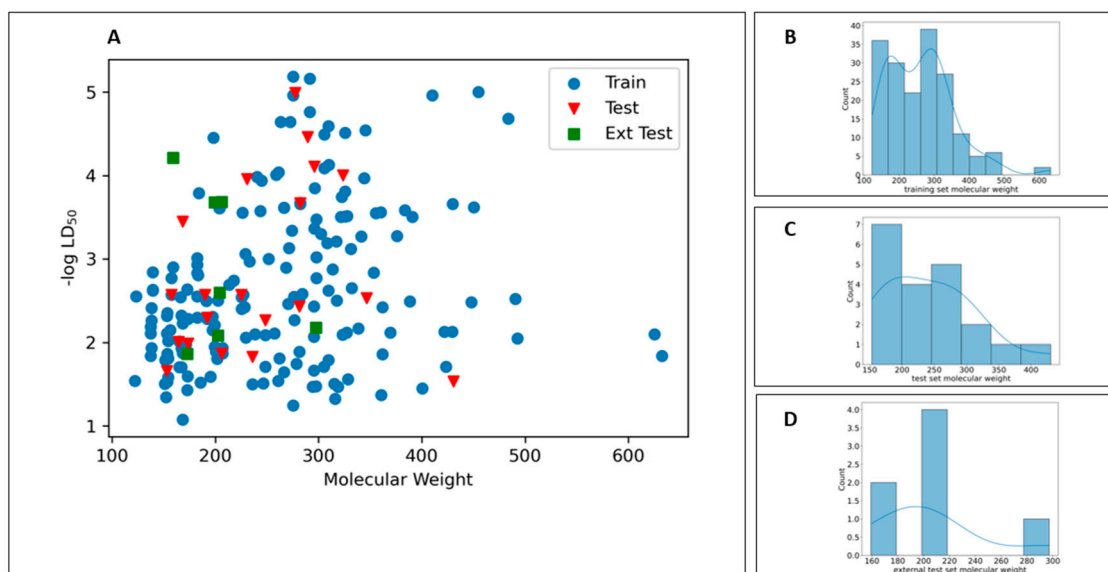 A
-log LD50
5
4
3
2
1
100 200 300 400 500 600
Molecular Weight
Train
Test
Ext Test
B
Count
40
35
30
25
20
15
10
5
0
100 200 300 400 500 600
training set molecular weight
C
Count
7
6
5
4
3
2
1
0
200 250 300 350 400
test set molecular weight
D
Count
4.0
3.5
3.0
2.5
2.0
1.5
1.0
0.5
0.0
160 180 200 220 240 260 280 300
external test set molecular weight